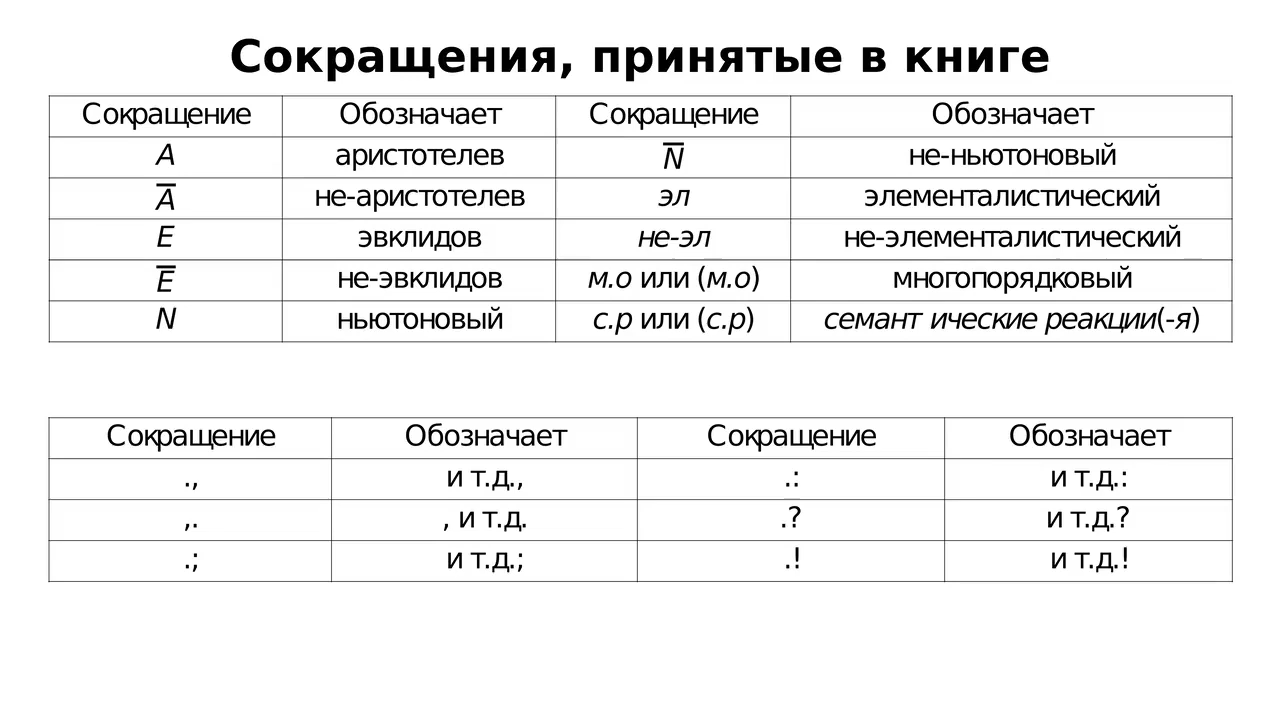 Сокращения, принятые в книге
Сокращение Обозначает Сокращение Обозначает
A аристотелев N̅ не-ньютоновый
A̅ не-аристотелев эл элементалистический
E эвклидов не-эл не-элементалистический
E̅ не-эвклидов м.о или (м.о) многопорядковый
N ньютоновый с.р или (с.р) семант ические реакции(-я)
Сокращение Обозначает Сокращение Обозначает
., и т.д., .: и т.д.:
,. , и т.д. .? и т.д.?
.; и т.д.; .! и т.д.!